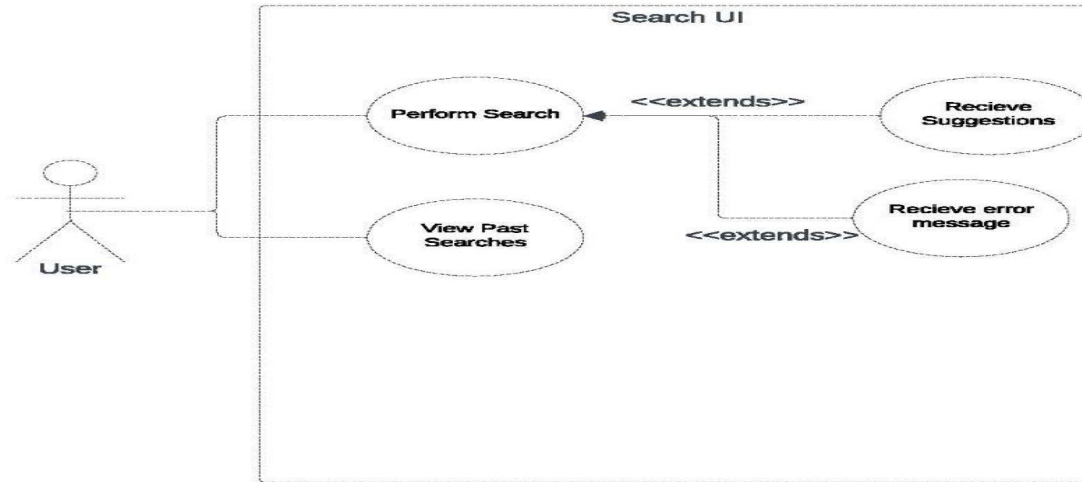 Search UI
Perform Search
<<extends>>
Recieve
Suggestions
View Past
Searches
Recieve error
message
<<extends>>
User